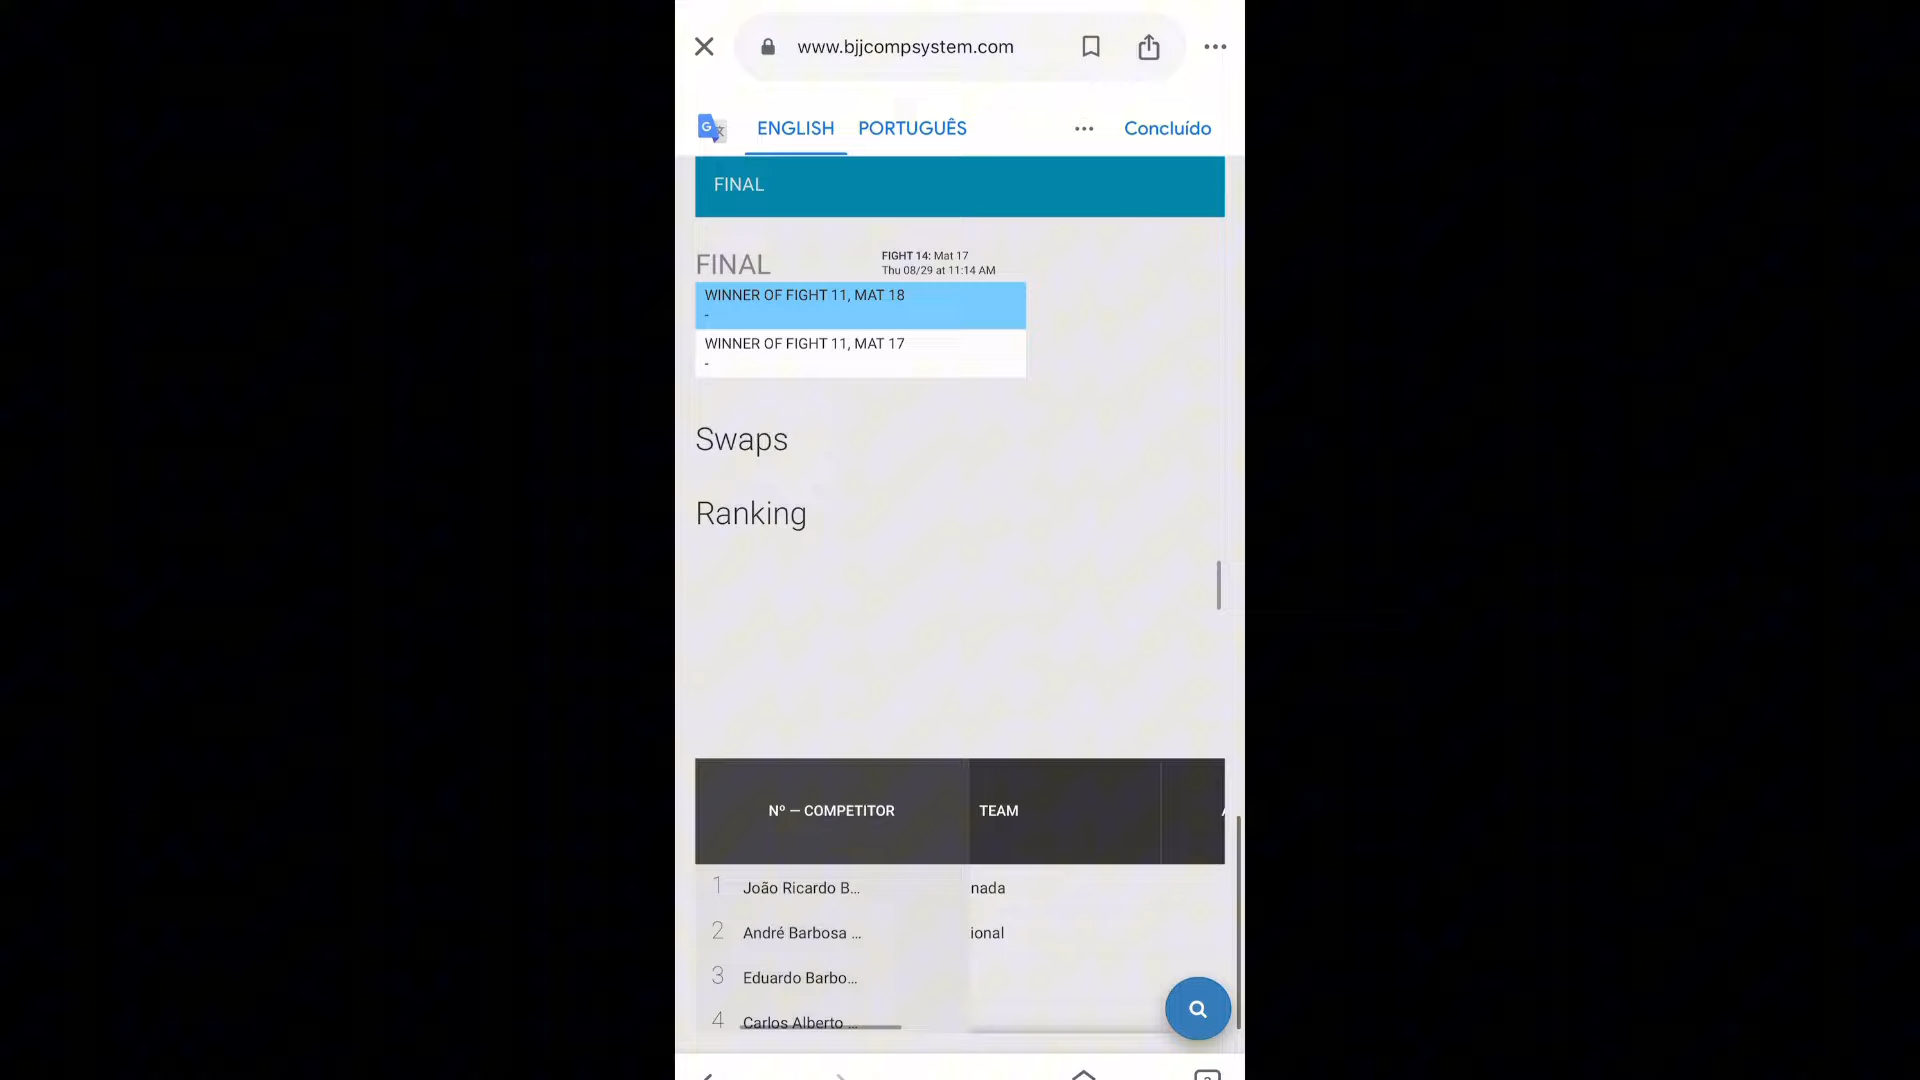 www.bjjcompsystem.com
ENGLISH PORTUGUÊS Concluído
FINAL
FINAL
FIGHT 14: Mat 17
Thu 08/29 at 11:14 AM
WINNER OF FIGHT 11, MAT 18
-
WINNER OF FIGHT 11, MAT 17
-
Swaps
Ranking
Nº — COMPETITOR TEAM
1 João Ricardo B... nada
2 André Barbosa ... ional
3 Eduardo Barbo...
4 Carlos Alberto ...